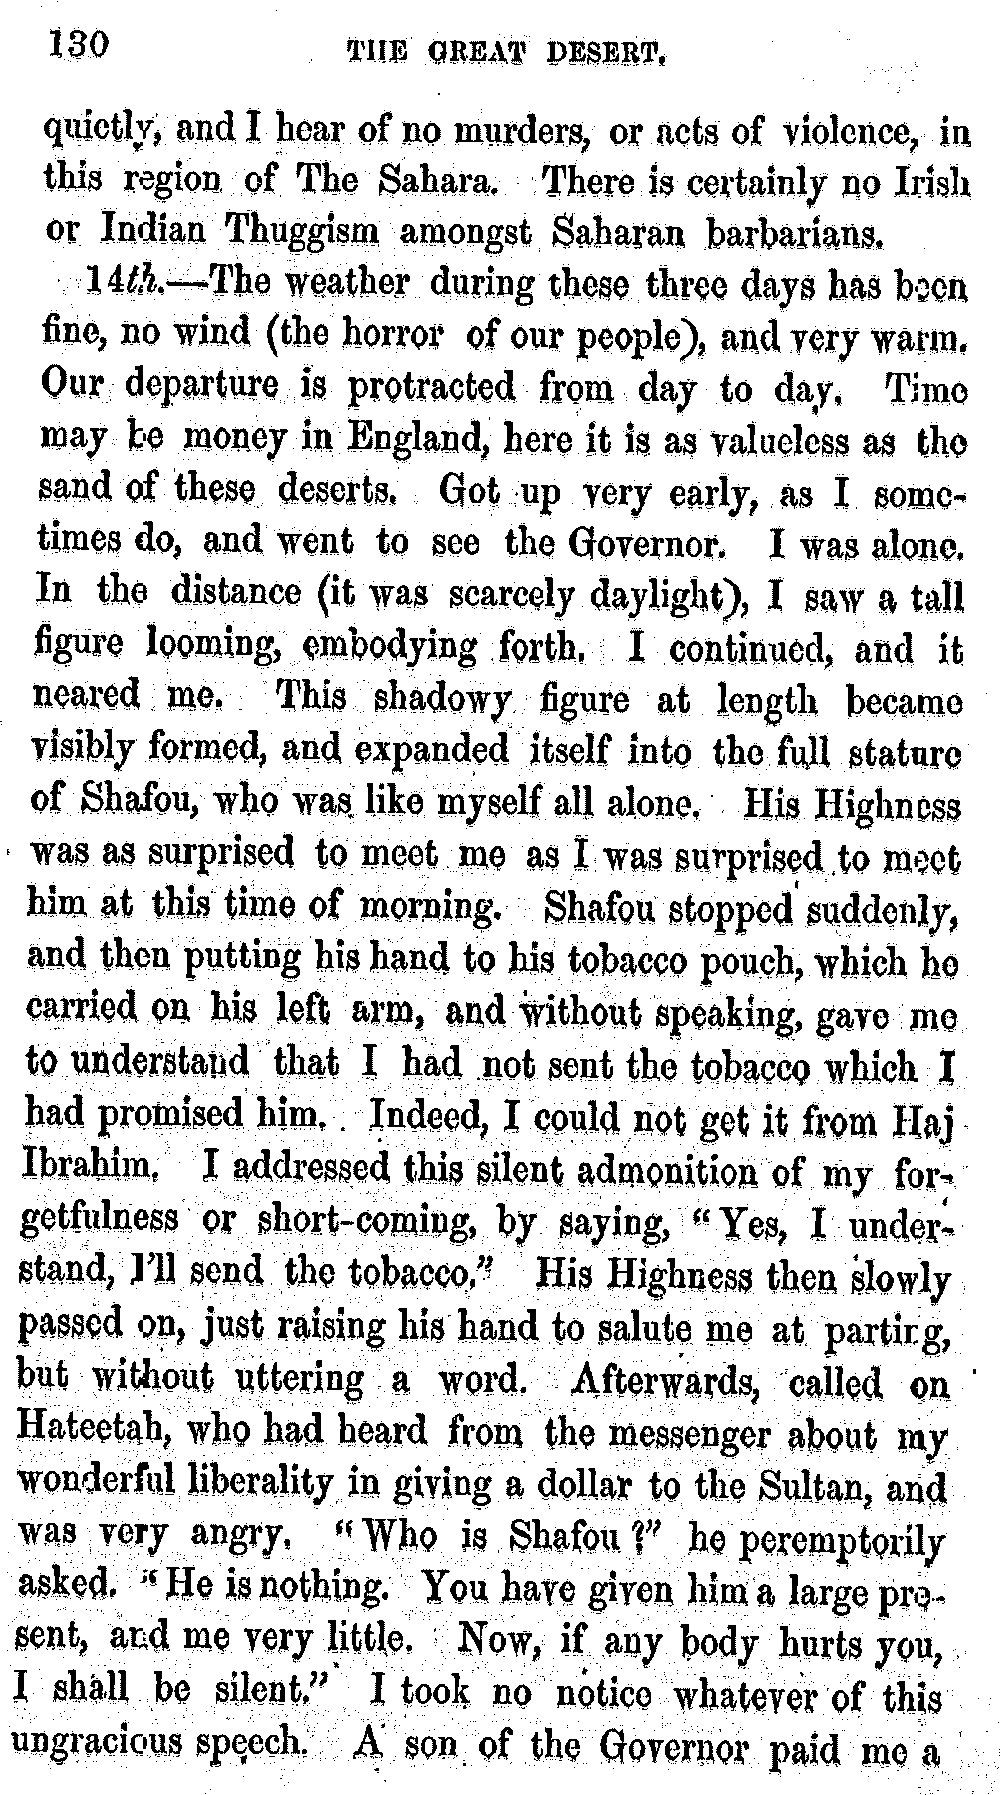 130 THE GREAT DESERT.
quietly, and I hear of no murders, or acts of violence, in
this region of The Sahara. There is certainly no Irish
or Indian Thuggism amongst Saharan barbarians.
14th.—The weather during these three days has been
fine, no wind (the horror of our people), and very warm.
Our departure is protracted from day to day. Time
may be money in England, here it is as valueless as the
sand of these deserts. Got up very early, as I some-
times do, and went to see the Governor. I was alone.
In the distance (it was scarcely daylight), I saw a tall
figure looming, embodying forth. I continued, and it
neared me. This shadowy figure at length became
visibly formed, and expanded itself into the full stature
of Shafou, who was like myself all alone. His Highness
was as surprised to meet me as I was surprised to meet
him at this time of morning. Shafou stopped suddenly,
and then putting his hand to his tobacco pouch, which he
carried on his left arm, and without speaking, gave me
to understand that I had not sent the tobacco which I
had promised him. Indeed, I could not get it from Haj
Ibrahim. I addressed this silent admonition of my for-
getfulness or short-coming, by saying, "Yes, I under-
stand, I'll send the tobacco." His Highness then slowly
passed on, just raising his hand to salute me at parting,
but without uttering a word. Afterwards, called on
Hateetah, who had heard from the messenger about my
wonderful liberality in giving a dollar to the Sultan, and
was very angry. "Who is Shafou?" he peremptorily
asked. "He is nothing. You have given him a large pre-
sent, and me very little. Now, if any body hurts you,
I shall be silent." I took no notice whatever of this
ungracious speech. A son of the Governor paid me a